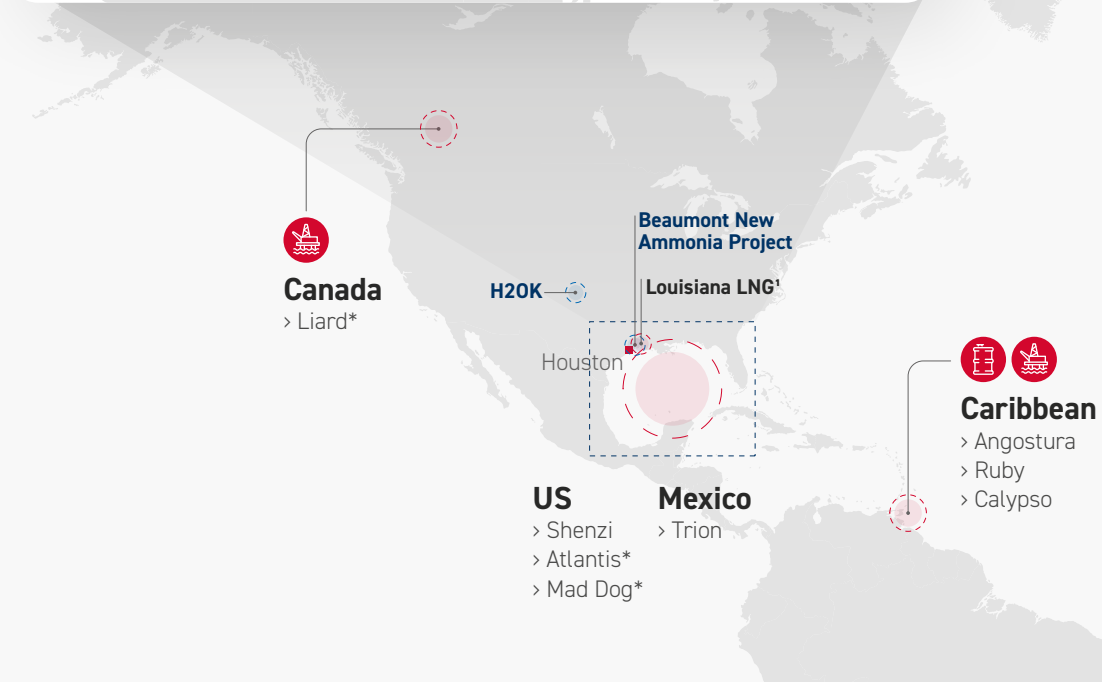 Beaumont New
Ammonia Project
H2OK
Louisiana LNG¹
Houston
Canada
> Liard*
US
> Shenzi
> Atlantis*
> Mad Dog*
Mexico
> Trion
Caribbean
> Angostura
> Ruby
> Calypso